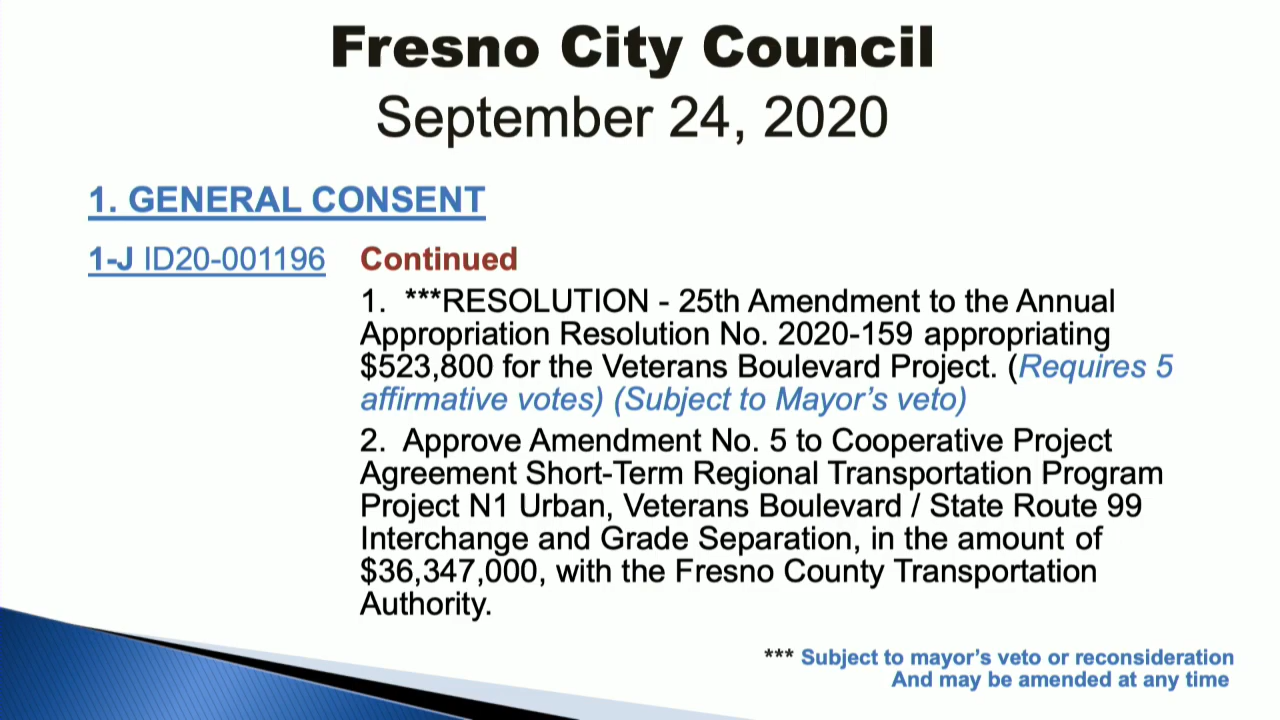 Fresno City Council
September 24, 2020
1. GENERAL CONSENT
1-J ID20-001196 Continued
1. ***RESOLUTION - 25th Amendment to the Annual
Appropriation Resolution No. 2020-159 appropriating
$523,800 for the Veterans Boulevard Project. (Requires 5
affirmative votes) (Subject to Mayor’s veto)
2. Approve Amendment No. 5 to Cooperative Project
Agreement Short-Term Regional Transportation Program
Project N1 Urban, Veterans Boulevard / State Route 99
Interchange and Grade Separation, in the amount of
$36,347,000, with the Fresno County Transportation
Authority.
*** Subject to mayor’s veto or reconsideration
And may be amended at any time